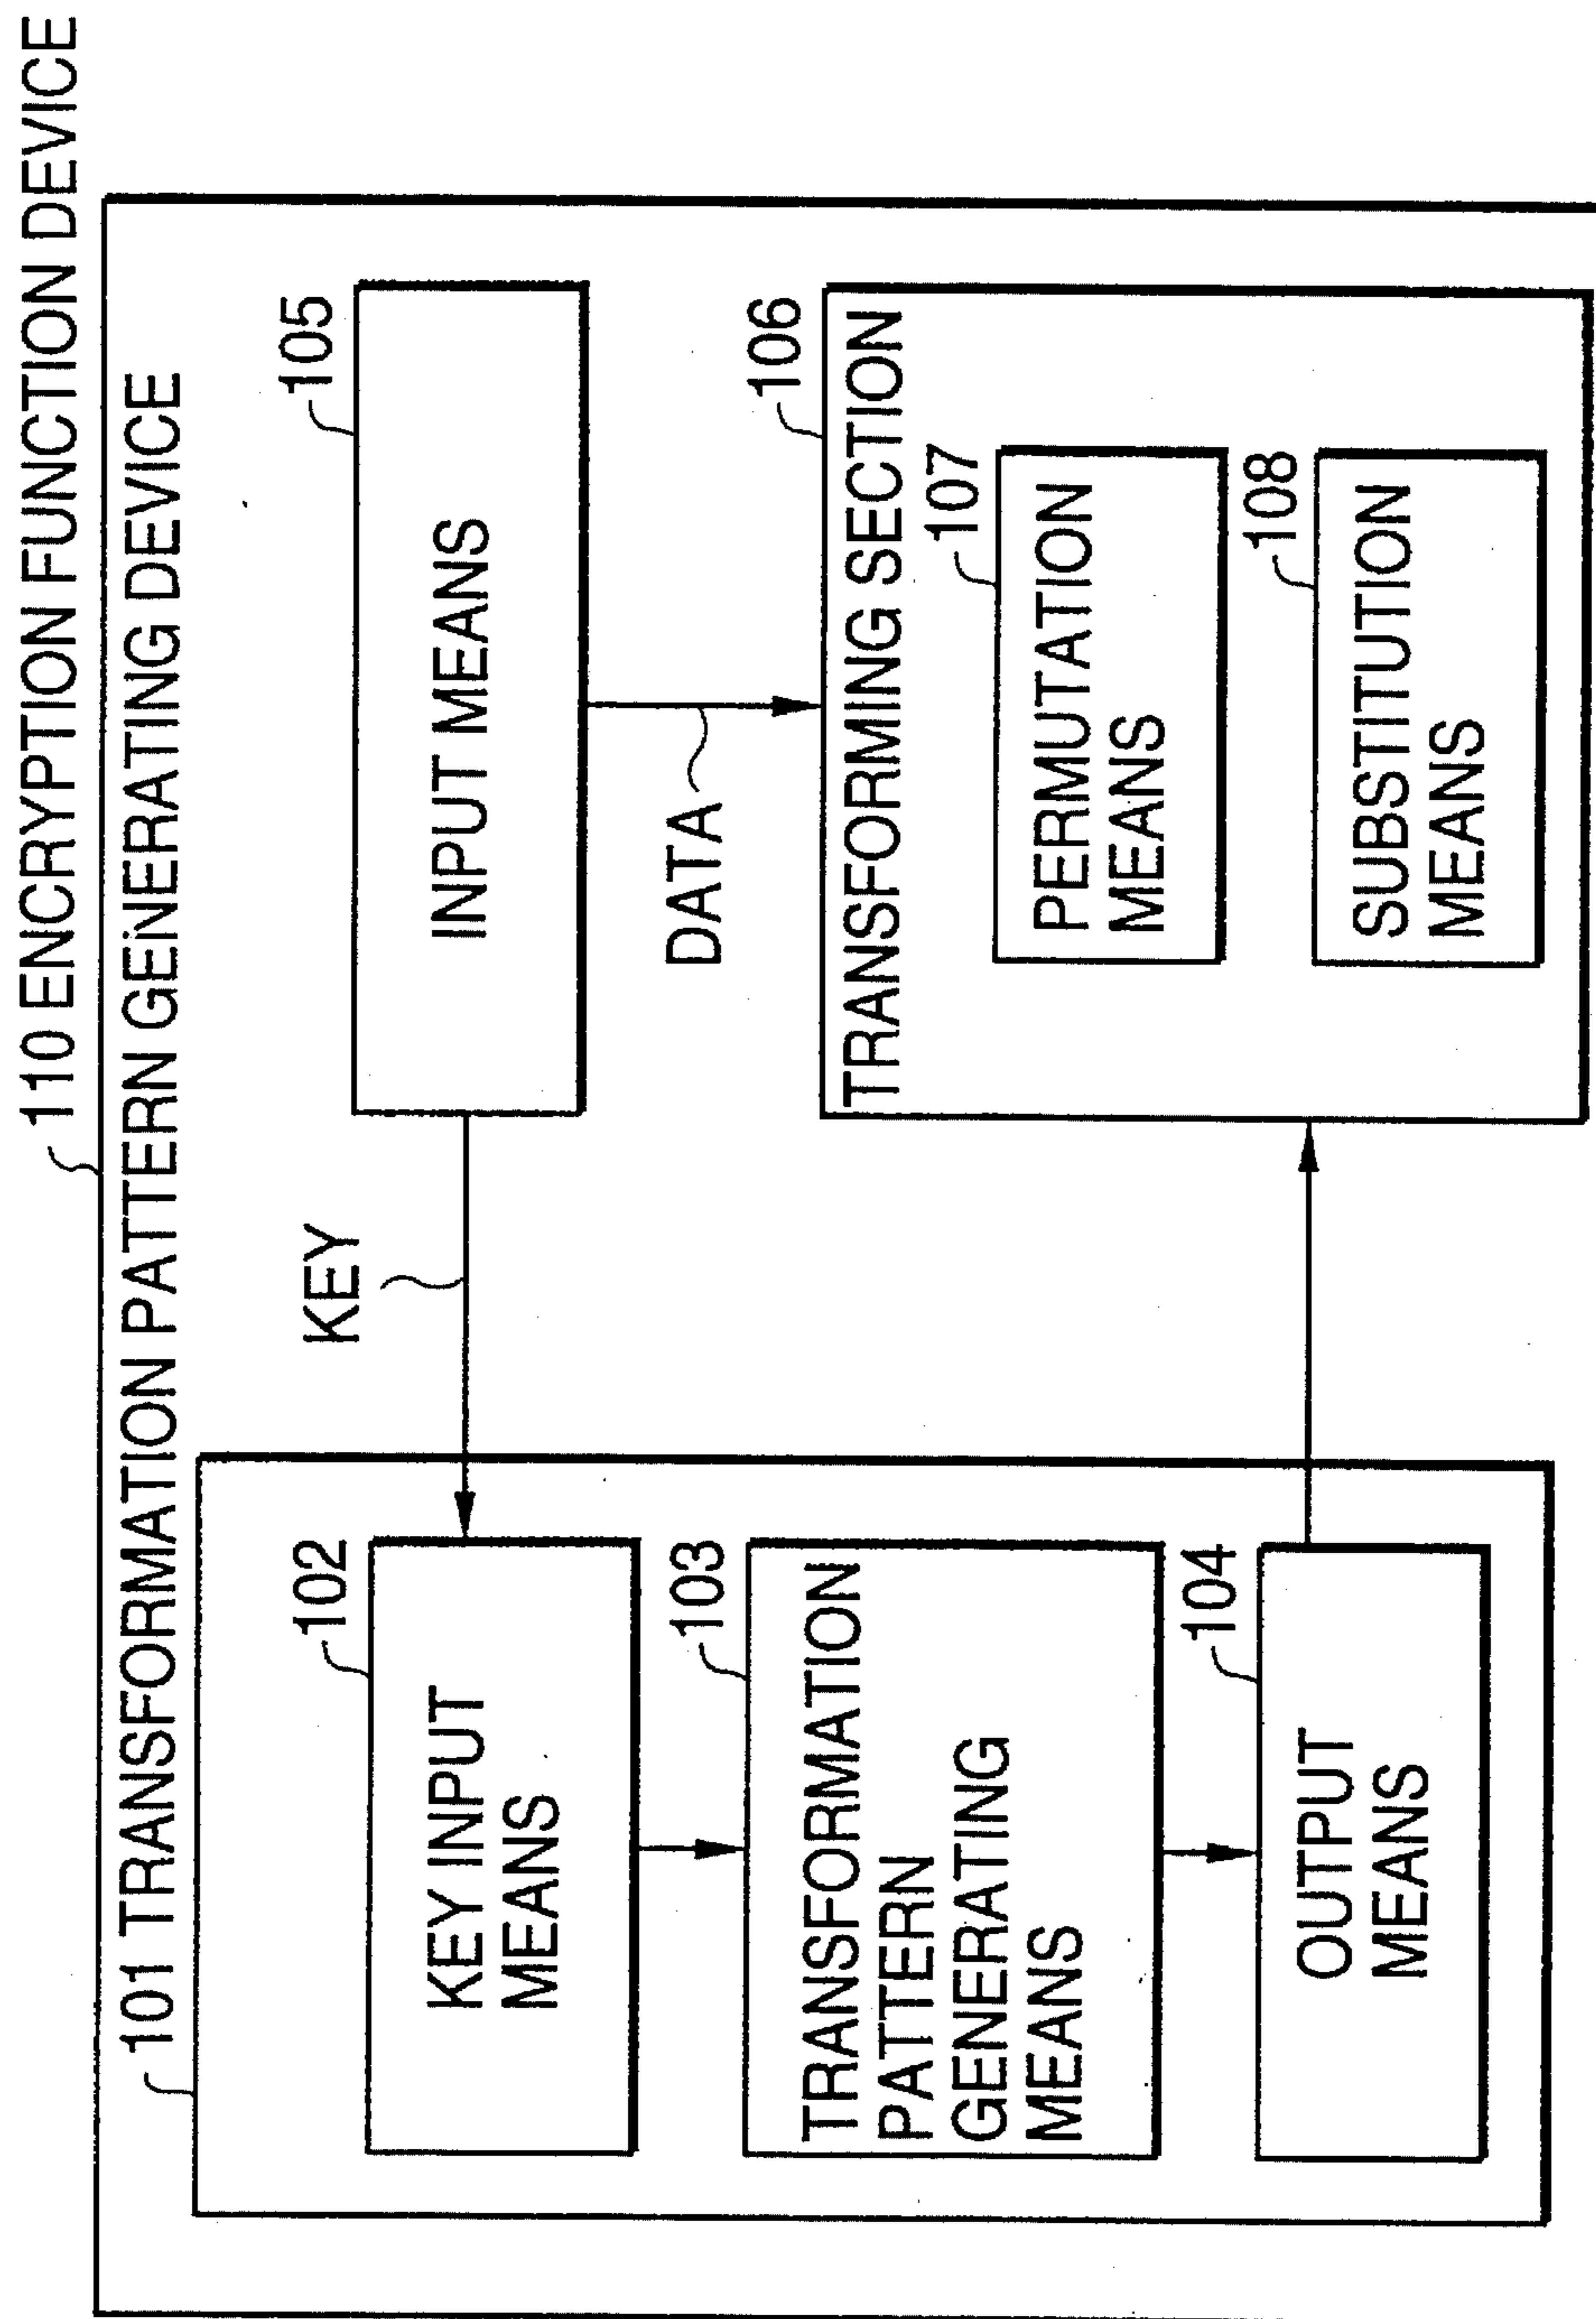 110 ENCRYPTION FUNCTION DEVICE
101 TRANSFORMATION PATTERN GENERATING DEVICE
102
KEY INPUT
MEANS
103
TRANSFORMATION
PATTERN
GENERATING
MEANS
104
OUTPUT
MEANS
KEY
105
INPUT MEANS
DATA
106
TRANSFORMING SECTION
107
PERMUTATION
MEANS
108
SUBSTITUTION
MEANS